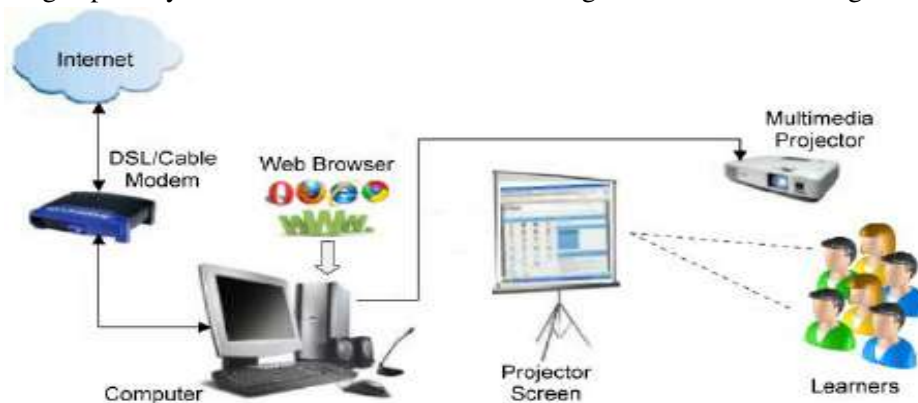 Internet
DSL/Cable
Modem
Web Browser
www.
Multimedia
Projector
Computer
Projector
Screen
Learners